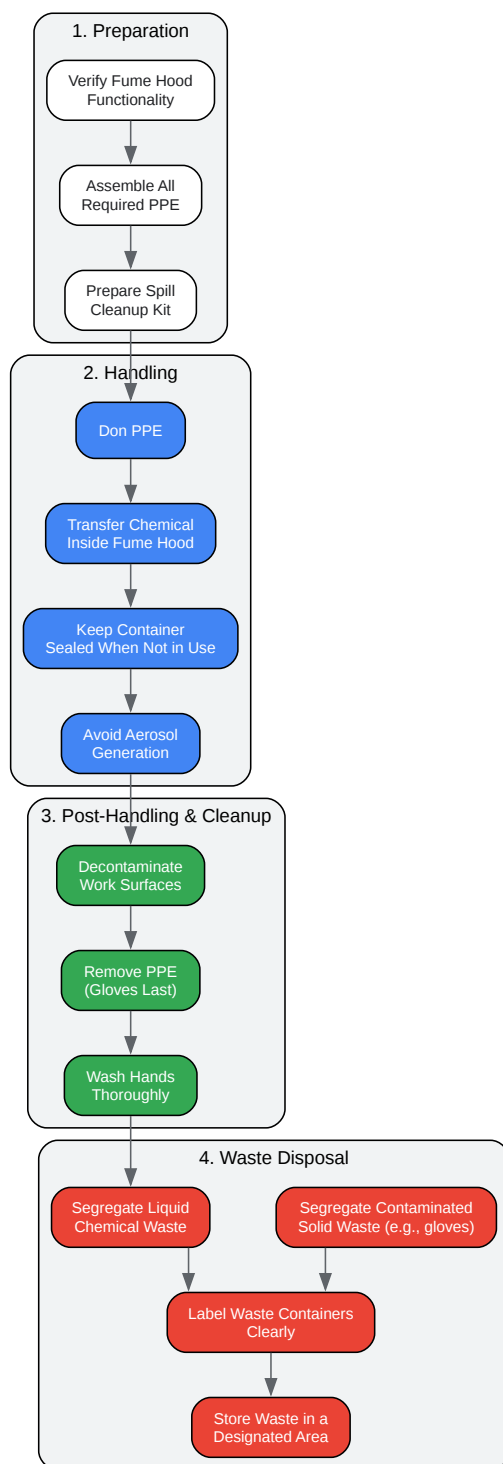 1. Preparation
Verify Fume Hood
Functionality
Assemble All
Required PPE
Prepare Spill
Cleanup Kit
2. Handling
Don PPE
Transfer Chemical
Inside Fume Hood
Keep Container
Sealed When Not in Use
Avoid Aerosol
Generation
3. Post-Handling & Cleanup
Decontaminate
Work Surfaces
Remove PPE
(Gloves Last)
Wash Hands
Thoroughly
4. Waste Disposal
Segregate Liquid
Chemical Waste
Segregate Contaminated
Solid Waste (e.g., gloves)
Label Waste Containers
Clearly
Store Waste in a
Designated Area